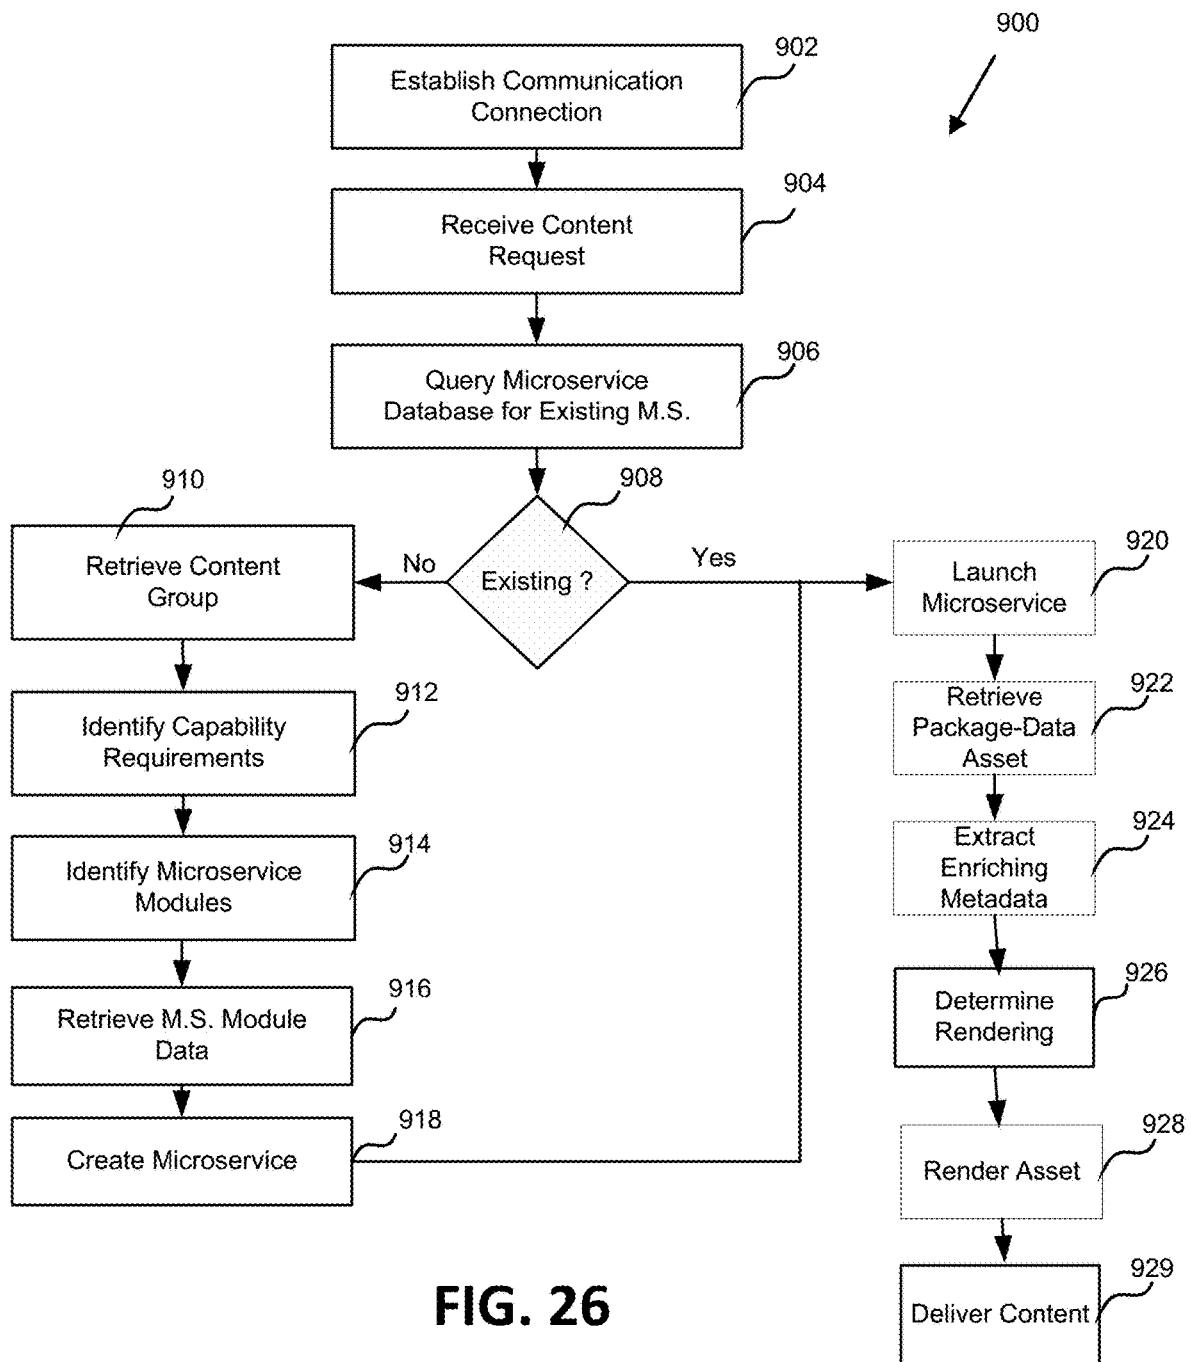 900
902
Establish Communication
Connection
904
Receive Content
Request
906
Query Microservice
Database for Existing M.S.
908
Existing ?
No
Yes
910
Retrieve Content
Group
912
Identify Capability
Requirements
914
Identify Microservice
Modules
916
Retrieve M.S. Module
Data
918
Create Microservice
920
Launch
Microservice
922
Retrieve
Package-Data
Asset
924
Extract
Enriching
Metadata
926
Determine
Rendering
928
Render Asset
929
Deliver Content
FIG. 26